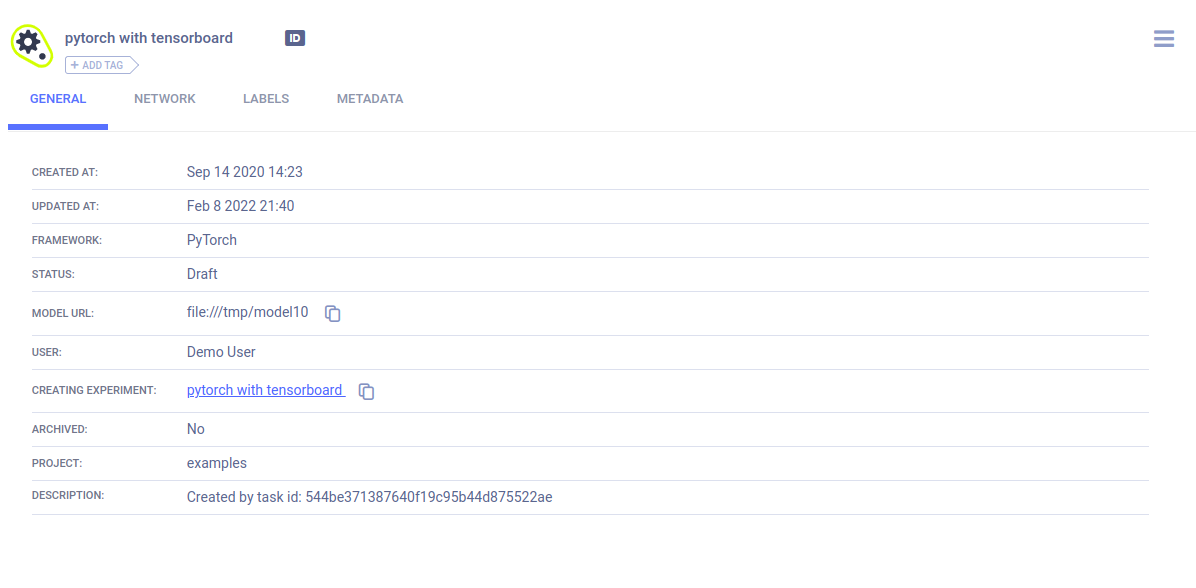 pytorch with tensorboard ID
+ ADD TAG
GENERAL NETWORK LABELS METADATA
CREATED AT: Sep 14 2020 14:23
UPDATED AT: Feb 8 2022 21:40
FRAMEWORK: PyTorch
STATUS: Draft
MODEL URL: file:///tmp/model10
USER: Demo User
CREATING EXPERIMENT: pytorch with tensorboard
ARCHIVED: No
PROJECT: examples
DESCRIPTION: Created by task id: 544be371387640f19c95b44d875522ae